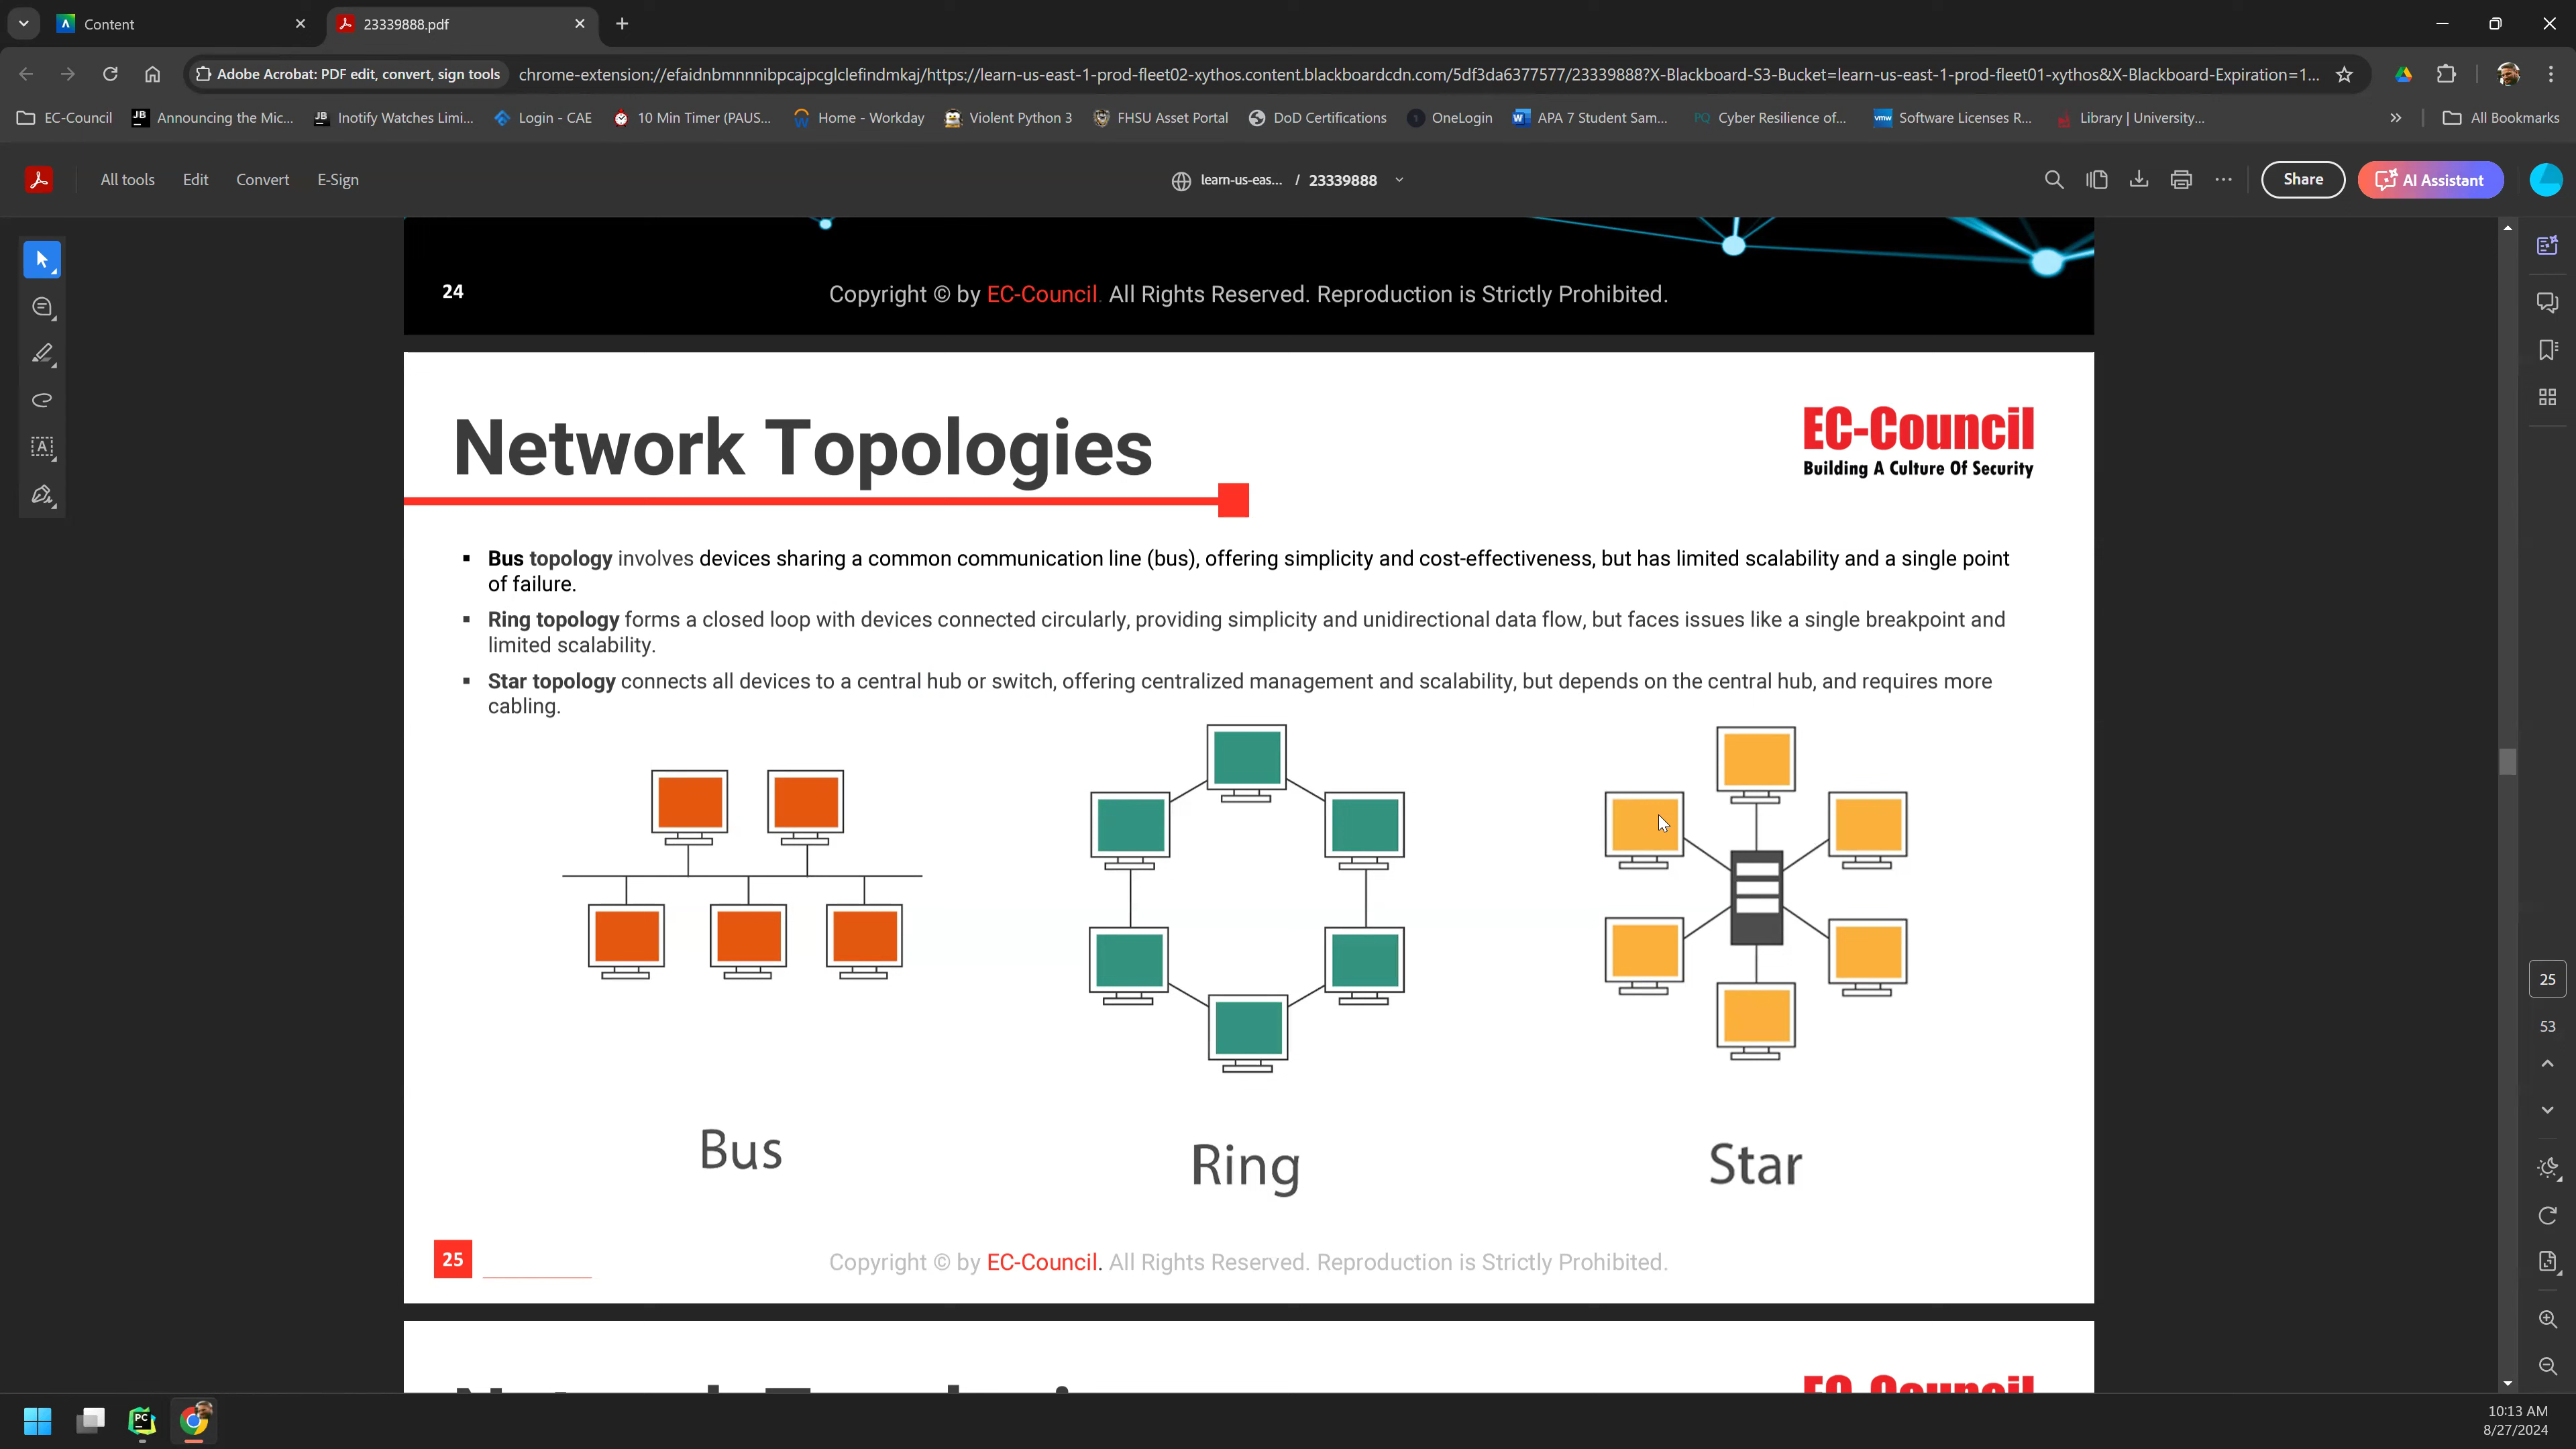 Content
23339888.pdf
Adobe Acrobat: PDF edit, convert, sign tools
chrome-extension://efaidnbmnnnibpcajpcglclefindmkaj/https://learn-us-east-1-prod-fleet02-xythos.content.blackboardcdn.com/5df3da6377577/23339888?X-Blackboard-S3-Bucket=learn-us-east-1-prod-fleet01-xythos&X-Blackboard-Expiration=1...
EC-Council
JB Announcing the Mic...
JB Inotify Watches Limi...
Login - CAE
10 Min Timer (PAUS...
Home - Workday
Violent Python 3
FHSU Asset Portal
DoD Certifications
OneLogin
APA 7 Student Sam...
PQ Cyber Resilience of...
vmw Software Licenses R...
Library | University...
All Bookmarks
All tools
Edit
Convert
E-Sign
learn-us-eas... / 23339888
Share
AI Assistant
24
Copyright © by EC-Council. All Rights Reserved. Reproduction is Strictly Prohibited.
Network Topologies
EC-Council
Building A Culture Of Security
▪ Bus topology involves devices sharing a common communication line (bus), offering simplicity and cost-effectiveness, but has limited scalability and a single point
of failure.
▪ Ring topology forms a closed loop with devices connected circularly, providing simplicity and unidirectional data flow, but faces issues like a single breakpoint and
limited scalability.
▪ Star topology connects all devices to a central hub or switch, offering centralized management and scalability, but depends on the central hub, and requires more
cabling.
Bus
Ring
Star
25
Copyright © by EC-Council. All Rights Reserved. Reproduction is Strictly Prohibited.
25
53
EC-Council
PC
10:13 AM
8/27/2024